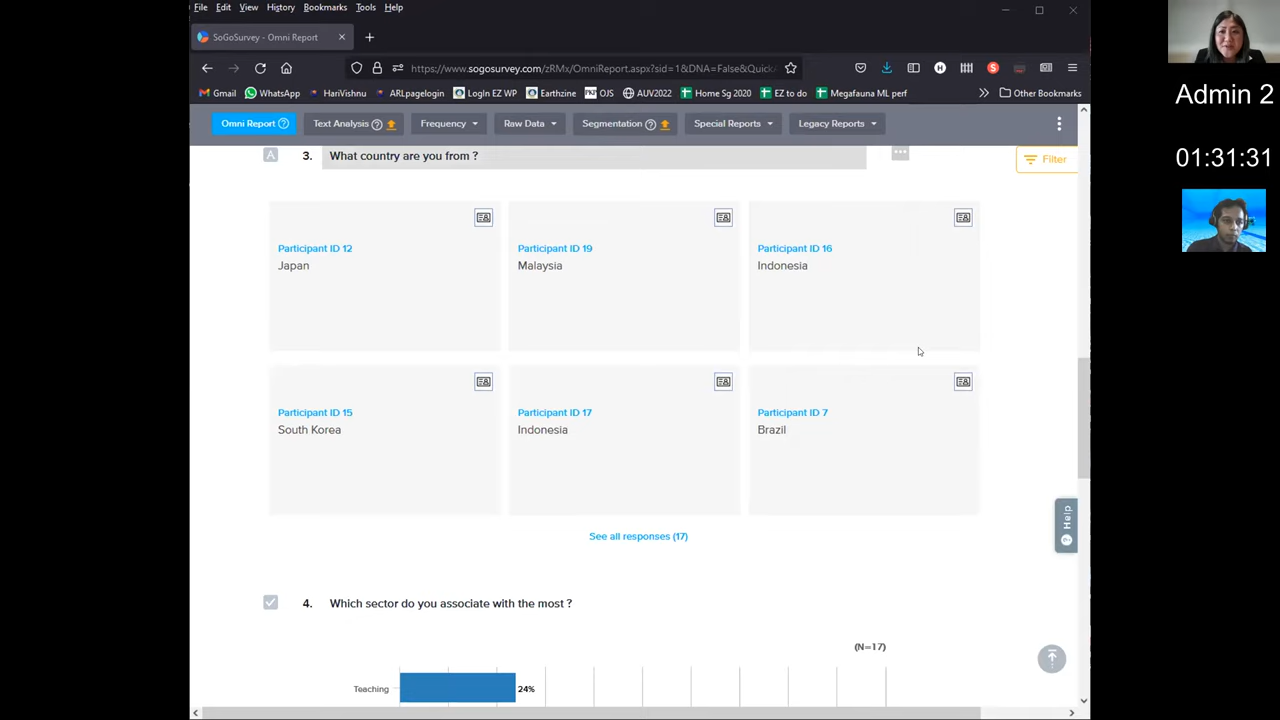 File Edit View History Bookmarks Tools Help
SoGoSurvey - Omni Report
https://www.sogosurvey.com/zRMx/OmniReport.aspx?sid=1&DNA=False&Quick
Gmail WhatsApp HariVishnu ARLpagelogin LogIn EZ WP Earthzine OJS AUV2022 Home Sg 2020 EZ to do Megafauna ML perf Other Bookmarks
Omni Report Text Analysis Frequency Raw Data Segmentation Special Reports Legacy Reports
A 3. What country are you from ?
Filter
Participant ID 12 Participant ID 19 Participant ID 16
Japan Malaysia Indonesia
Participant ID 15 Participant ID 17 Participant ID 7
South Korea Indonesia Brazil
See all responses (17)
Help
4. Which sector do you associate with the most ?
(N=17)
Teaching 24%
Admin 2
01:31:31